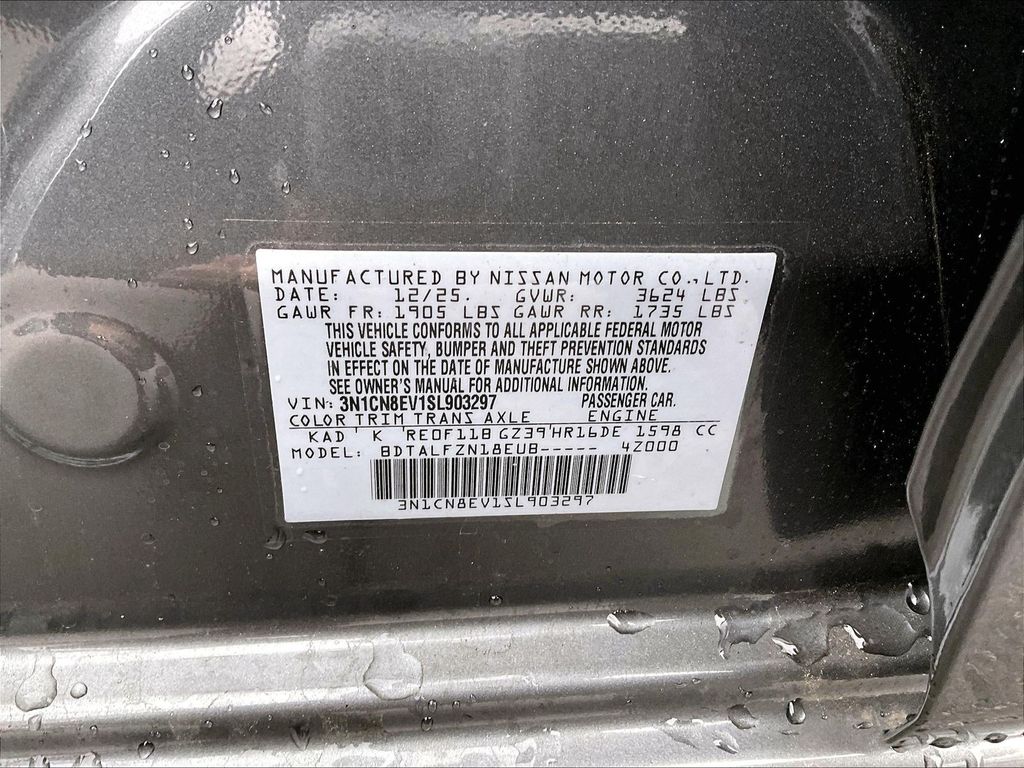 MANUFACTURED BY NISSAN MOTOR CO., LTD.
DATE: 12/25. GVWR: 3624 LBS
GAWR FR: 1905 LBS GAWR RR: 1735 LBS
THIS VEHICLE CONFORMS TO ALL APPLICABLE FEDERAL MOTOR
VEHICLE SAFETY, BUMPER AND THEFT PREVENTION STANDARDS
IN EFFECT ON THE DATE OF MANUFACTURE SHOWN ABOVE.
SEE OWNER'S MANUAL FOR ADDITIONAL INFORMATION.
VIN: 3N1CN8EV1SL903297 PASSENGER CAR.
COLOR TRIM TRANS AXLE ENGINE
KAD K RE0F11B GZ39 HR16DE 1598 CC
MODEL: BDTALFZN18EUB----- 4Z000
3N1CN8EV1SL903297